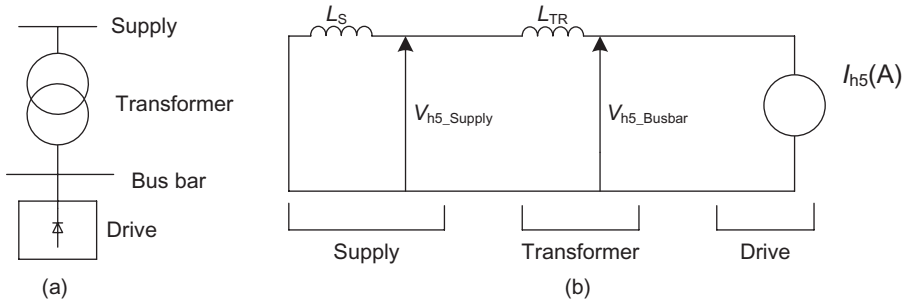 Supply
Transformer
Bus bar
Drive
(a)
LS
LTR
Vh5_Supply
Vh5_Busbar
Ih5(A)
Supply
Transformer
Drive
(b)